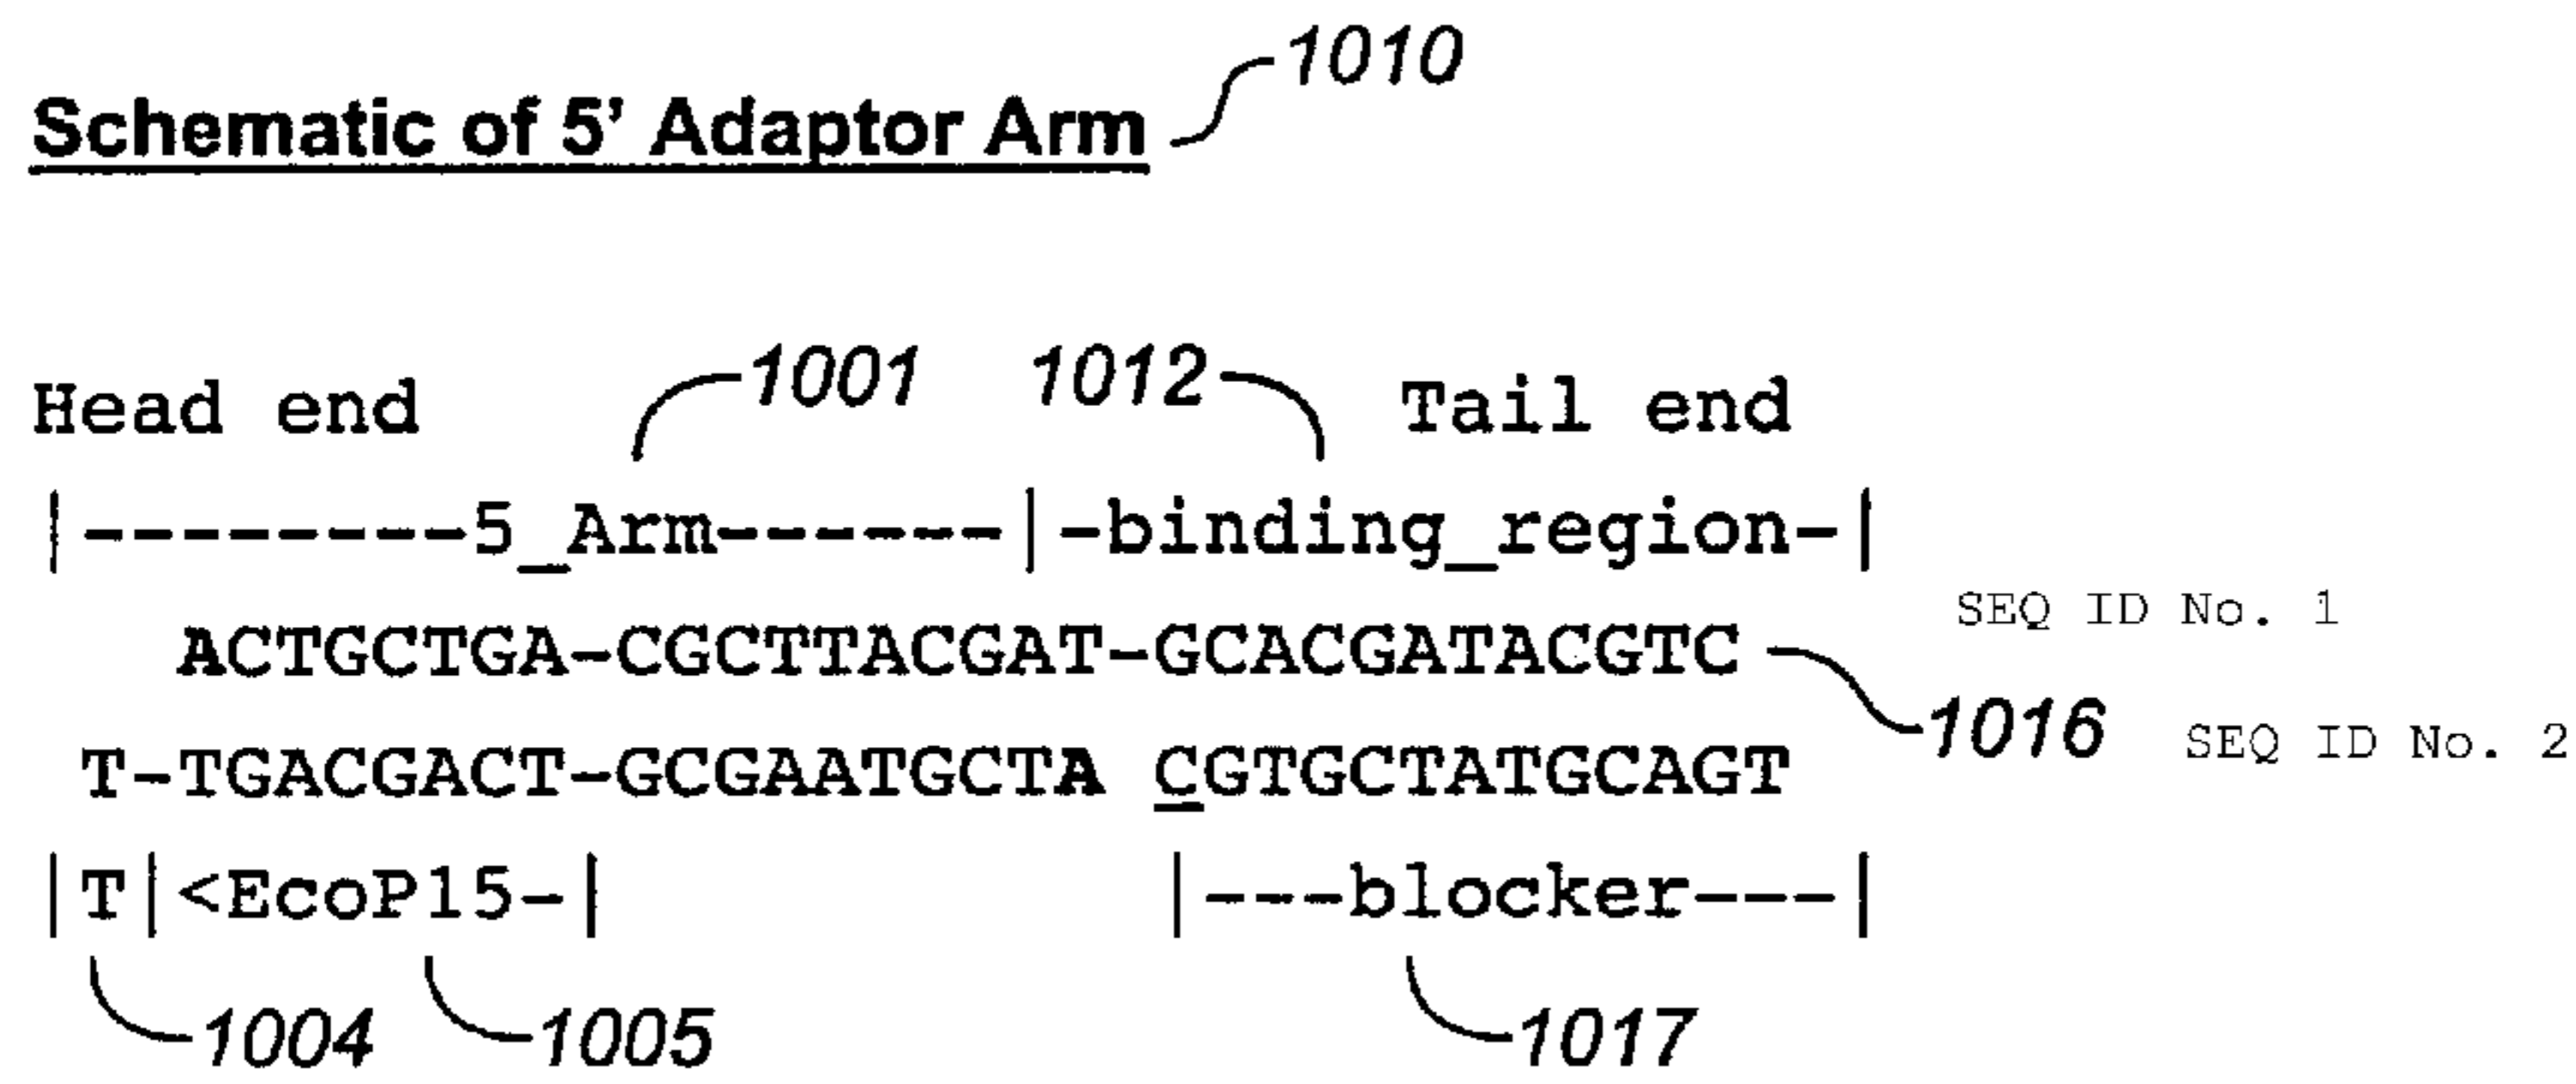 1010
Schematic of 5' Adaptor Arm
1001 1012
Head end Tail end
|--------5_Arm------|-binding_region-|
SEQ ID No. 1
ACTGCTGA-CGCTTACGAT-GCACGATACGTC
1016 SEQ ID No. 2
T-TGACGACT-GCGAATGCTA CGTGCTATGCAGT
|T|<EcoP15-| |---blocker---|
1004 1005 1017